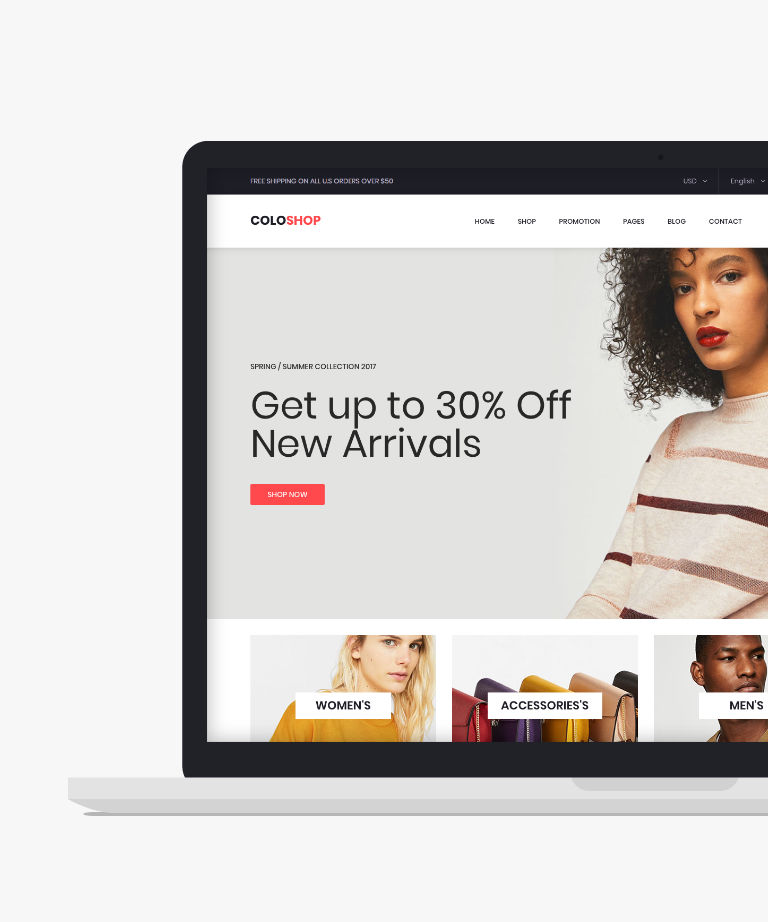 FREE SHIPPING ON ALL U.S ORDERS OVER $50
USD
English
COLOSHOP
HOME SHOP PROMOTION PAGES BLOG CONTACT
SPRING / SUMMER COLLECTION 2017
Get up to 30% Off
New Arrivals
SHOP NOW
WOMEN'S
ACCESSORIES'S
MEN'S